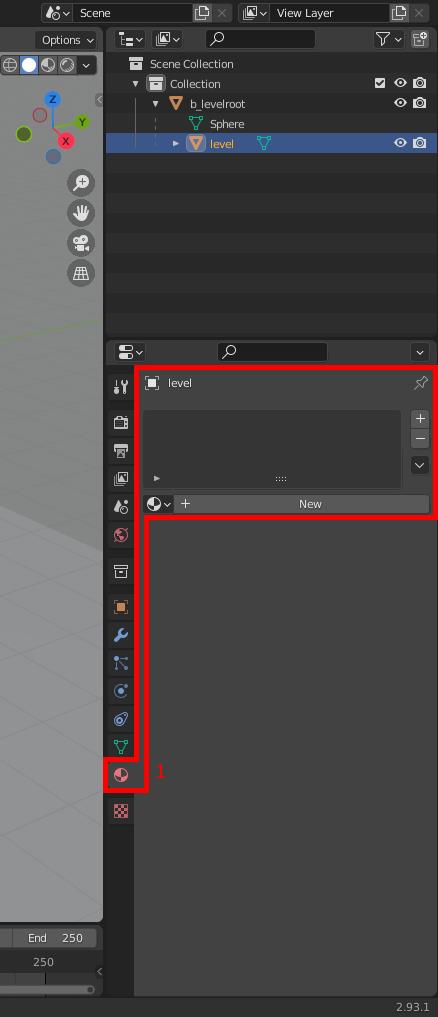 Scene
View Layer
Options
Scene Collection
Collection
b_levelroot
Sphere
level
Z
Y
X
level
New
1
End 250
250
2.93.1